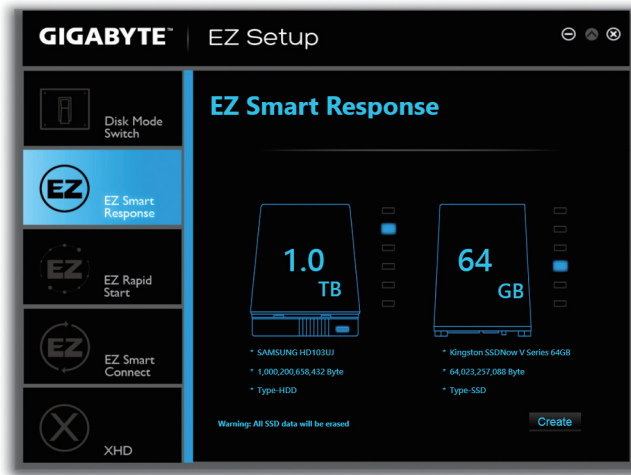 GIGABYTE™ EZ Setup
Disk Mode
Switch
EZ
EZ Smart
Response
EZ
EZ Rapid
Start
EZ
EZ Smart
Connect
X
XHD
EZ Smart Response
1.0
TB
64
GB
* SAMSUNG HD103UJ
* 1,000,200,658,432 Byte
* Type-HDD
* Kingston SSDNow V Series 64GB
* 64,023,257,088 Byte
* Type-SSD
Warning: All SSD data will be erased
Create